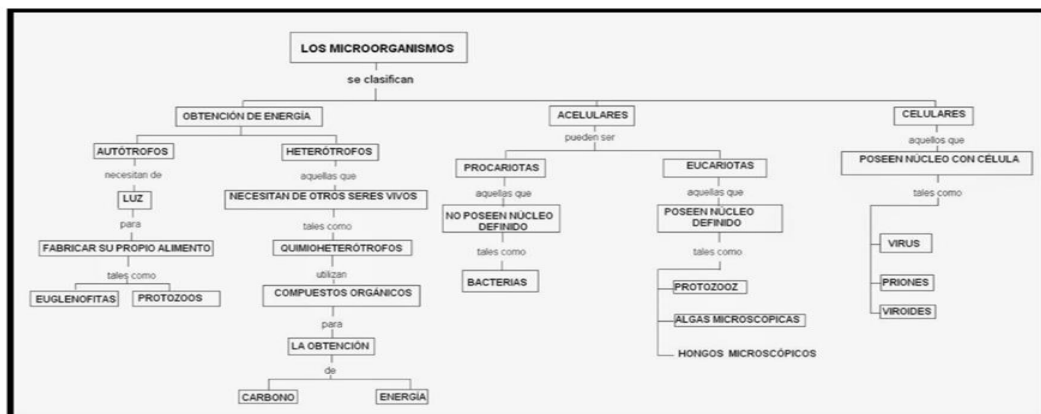 LOS MICROORGANISMOS
se clasifican
OBTENCIÓN DE ENERGÍA
AUTÓTROFOS
necesitan de
LUZ
para
FABRICAR SU PROPIO ALIMENTO
tales como
EUGLENOFITAS
PROTOZOOS
HETERÓTROFOS
aquellas que
NECESITAN DE OTROS SERES VIVOS
tales como
QUIMIOHETERÓTROFOS
utilizan
COMPUESTOS ORGÁNICOS
para
LA OBTENCIÓN
de
CARBONO
ENERGÍA
ACELULARES
pueden ser
PROCARIOTAS
aquellas que
NO POSEEN NÚCLEO
DEFINIDO
tales como
BACTERIAS
EUCARIOTAS
aquellas que
POSEEN NÚCLEO
DEFINIDO
tales como
PROTOZOOZ
ALGAS MICROSCOPICAS
HONGOS MICROSCÓPICOS
CELULARES
aquellos que
POSEEN NÚCLEO CON CÉLULA
tales como
VIRUS
PRIONES
VIROIDES